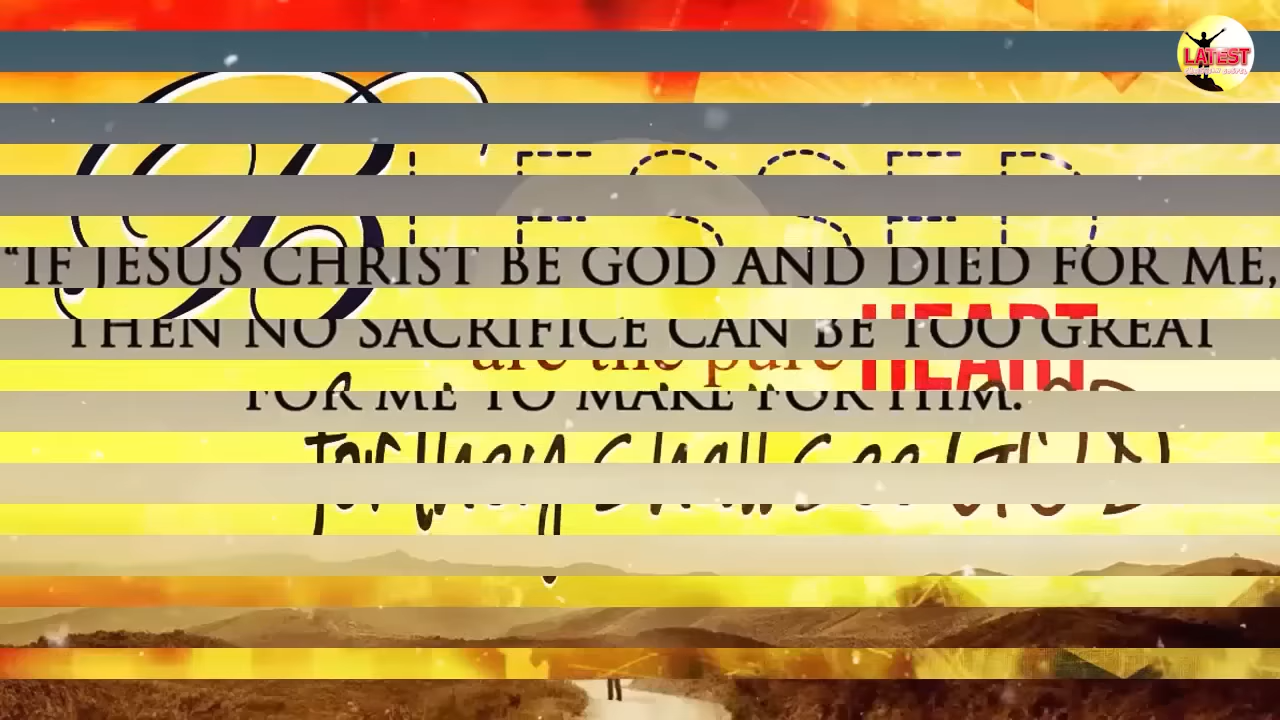 LATEST
BLESSED
“IF JESUS CHRIST BE GOD AND DIED FOR ME,
THEN NO SACRIFICE CAN BE TOO GREAT
are the pure HEART
FOR ME TO MAKE FOR HIM.
for they shall see GOD